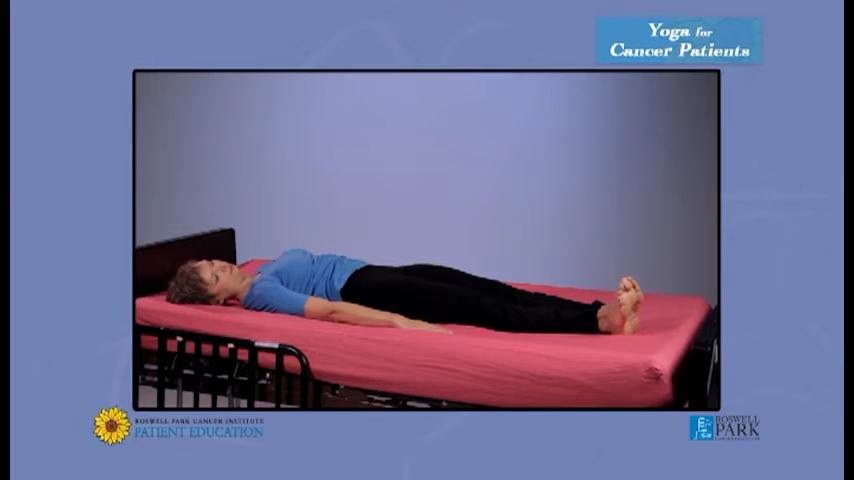 Yoga for
Cancer Patients
ROSWELL PARK CANCER INSTITUTE
PATIENT EDUCATION
ROSWELL
PARK